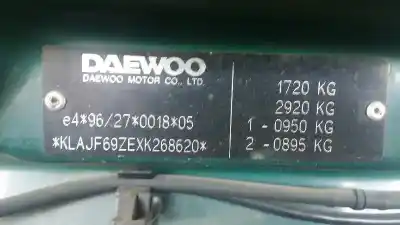 DAEWOO
DAEWOO MOTOR CO., LTD.
e4*96/27*0018*05
*KLAJF69ZEXK268620*
1720 KG
2920 KG
1 - 0950 KG
2 - 0895 KG